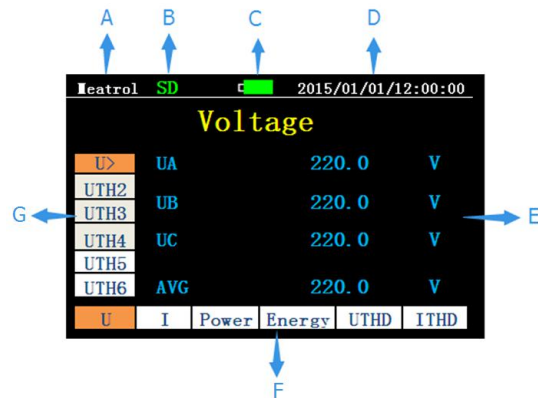 A B C D
Meatrol SD 2015/01/01/12:00:00
Voltage
U> UA 220.0 V
UTH2
UB 220.0 V
UTH3
G E
UTH4 UC 220.0 V
UTH5
UTH6 AVG 220.0 V
U I Power Energy UTHD ITHD
F